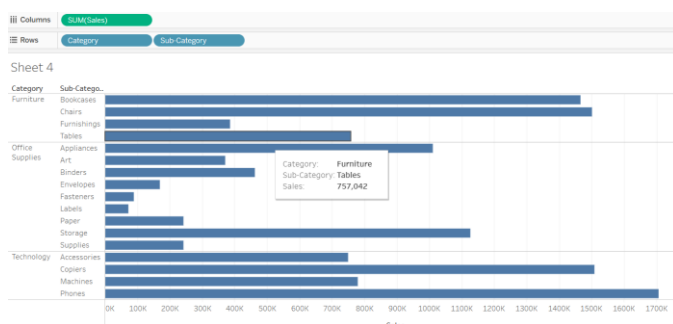 Columns SUM(Sales)
Rows Category Sub-Category
Sheet 4
Category Sub-Catego..
Furniture Bookcases
Chairs
Furnishings
Tables
Office Supplies Appliances
Art
Binders
Envelopes
Fasteners
Labels
Paper
Storage
Supplies
Technology Accessories
Copiers
Machines
Phones
Category: Furniture
Sub-Category: Tables
Sales: 757,042
0K 100K 200K 300K 400K 500K 600K 700K 800K 900K 1000K 1100K 1200K 1300K 1400K 1500K 1600K 1700K